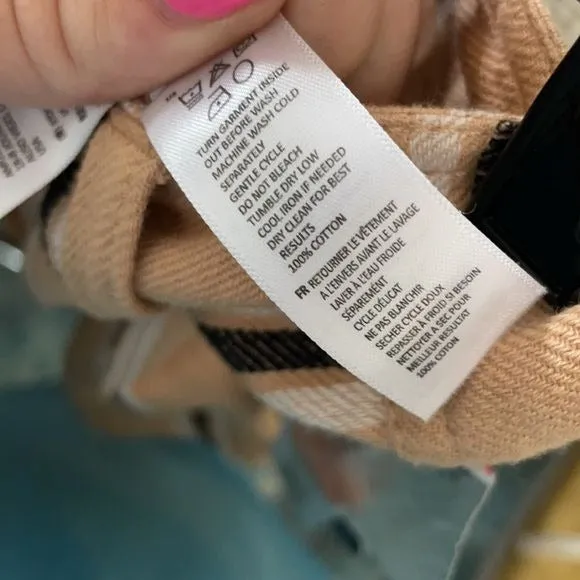 TURN GARMENT INSIDE
OUT BEFORE WASH
MACHINE WASH COLD
SEPARATELY
GENTLE CYCLE
DO NOT BLEACH
TUMBLE DRY LOW
COOL IRON IF NEEDED
DRY CLEAN FOR BEST
RESULTS
100% COTTON
FR RETOURNER LE VÊTEMENT
A L'ENVERS AVANT LE LAVAGE
LAVER À L'EAU FROIDE
SÉPARÉMENT
CYCLE DÉLICAT
NE PAS BLANCHIR
SÉCHER CYCLE DOUX
REPASSER À FROID SI BESOIN
NETTOYER A SEC POUR
MEILLEUR RESULTAT
100% COTON